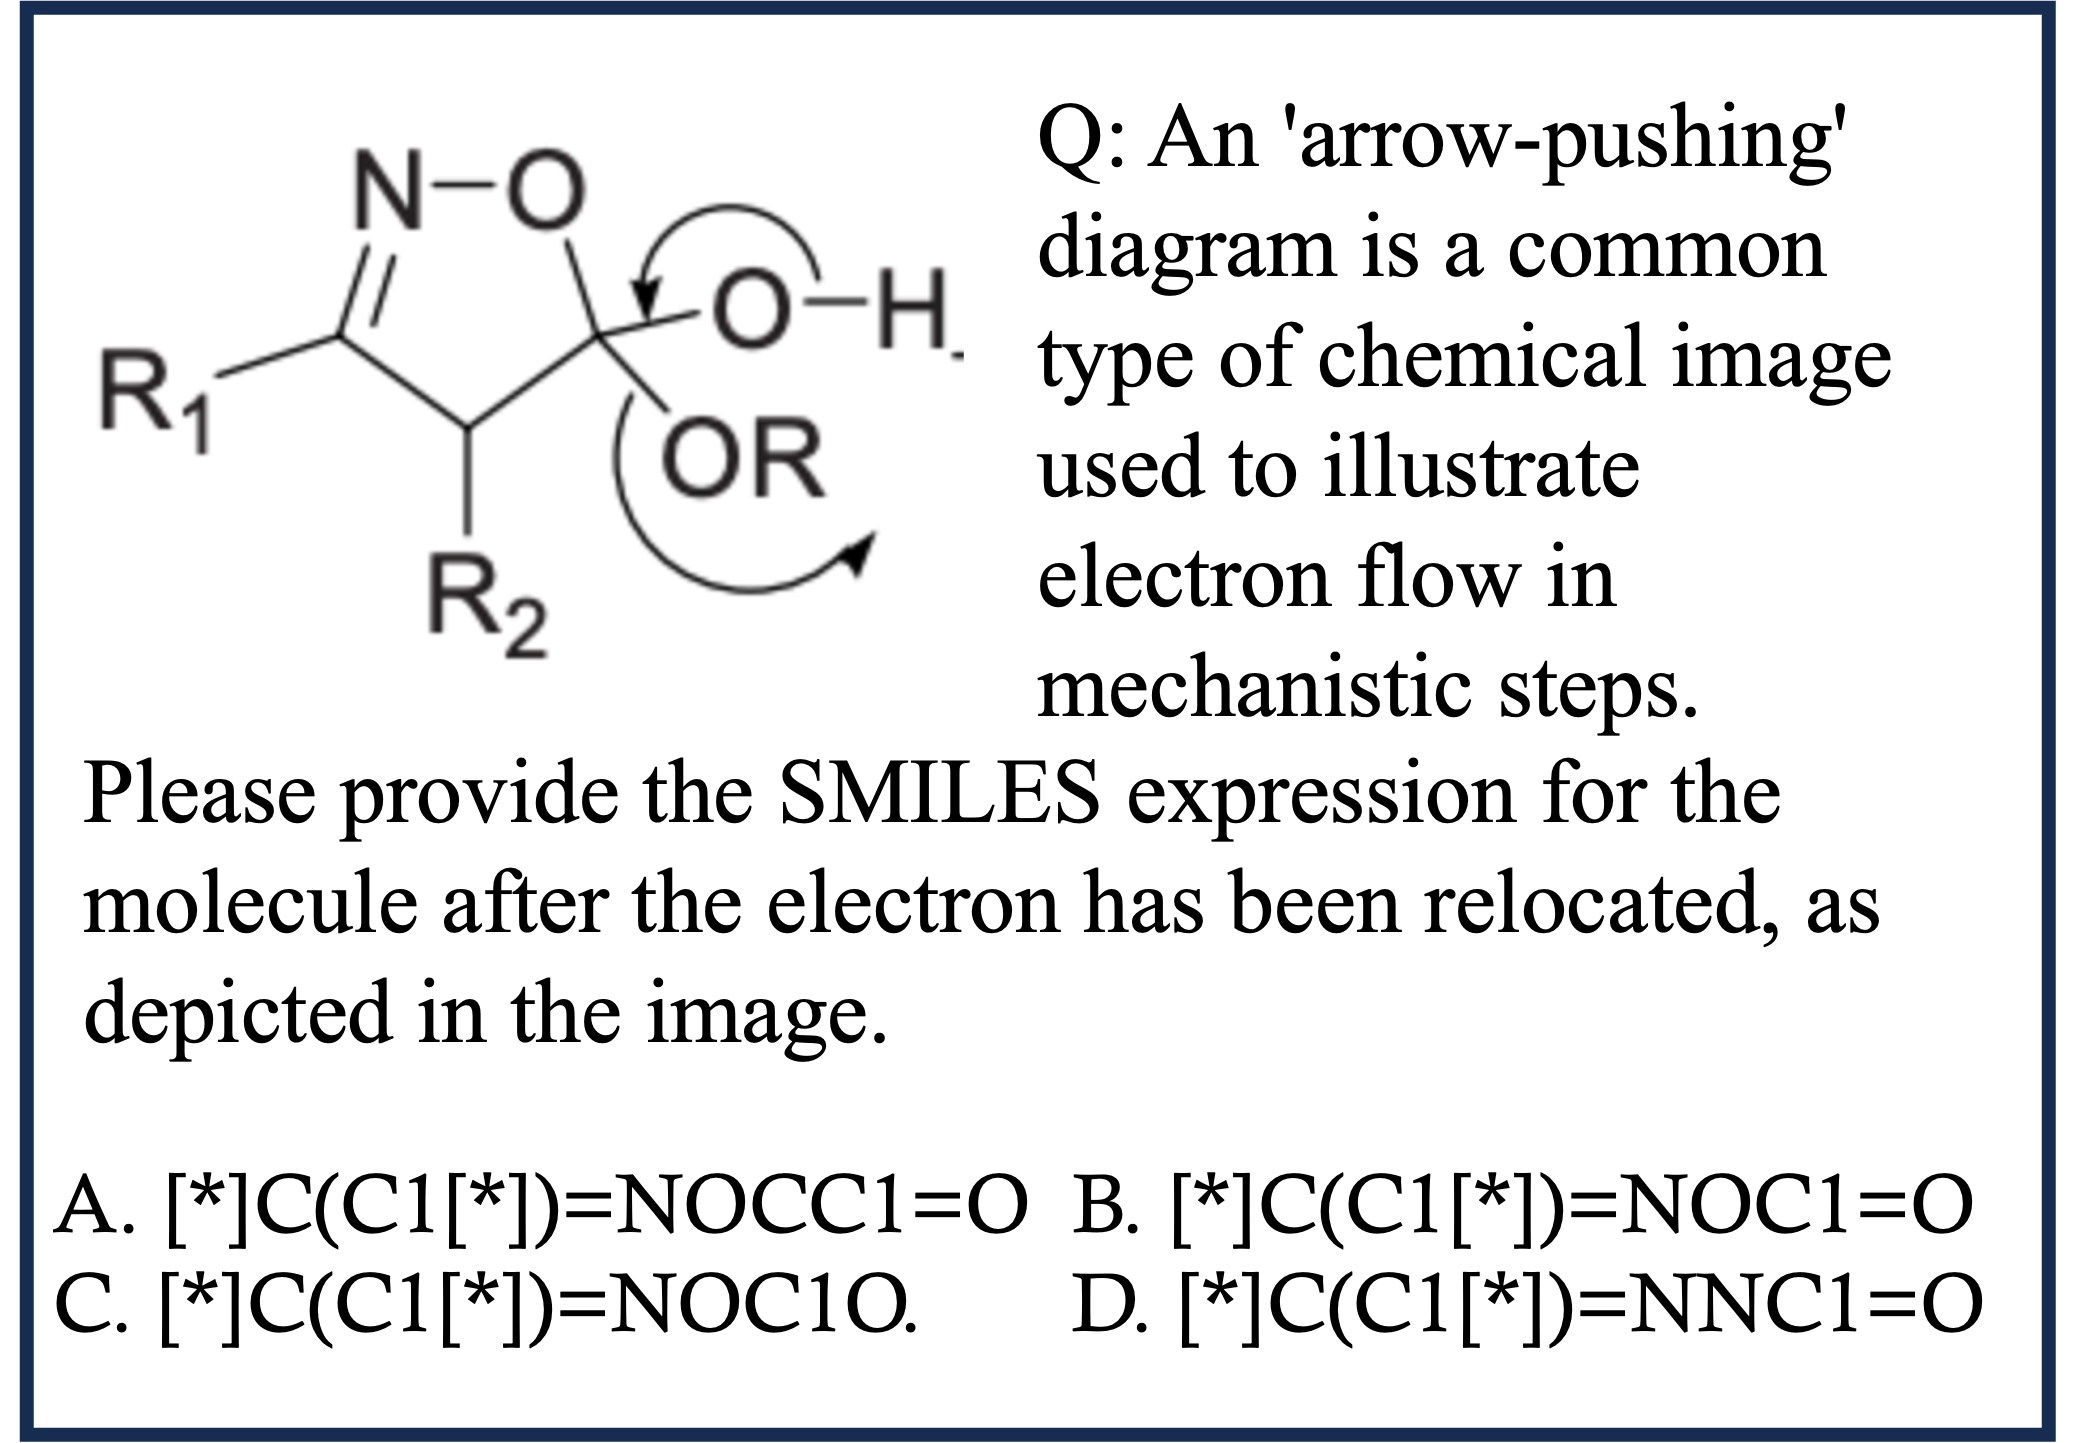 Q: An 'arrow-pushing'
diagram is a common
type of chemical image
used to illustrate
electron flow in
mechanistic steps.
N O
O H
R1
OR
R2
Please provide the SMILES expression for the
molecule after the electron has been relocated, as
depicted in the image.
A. [*]C(C1[*])=NOCC1=O B. [*]C(C1[*])=NOC1=O
C. [*]C(C1[*])=NOC1O. D. [*]C(C1[*])=NNC1=O